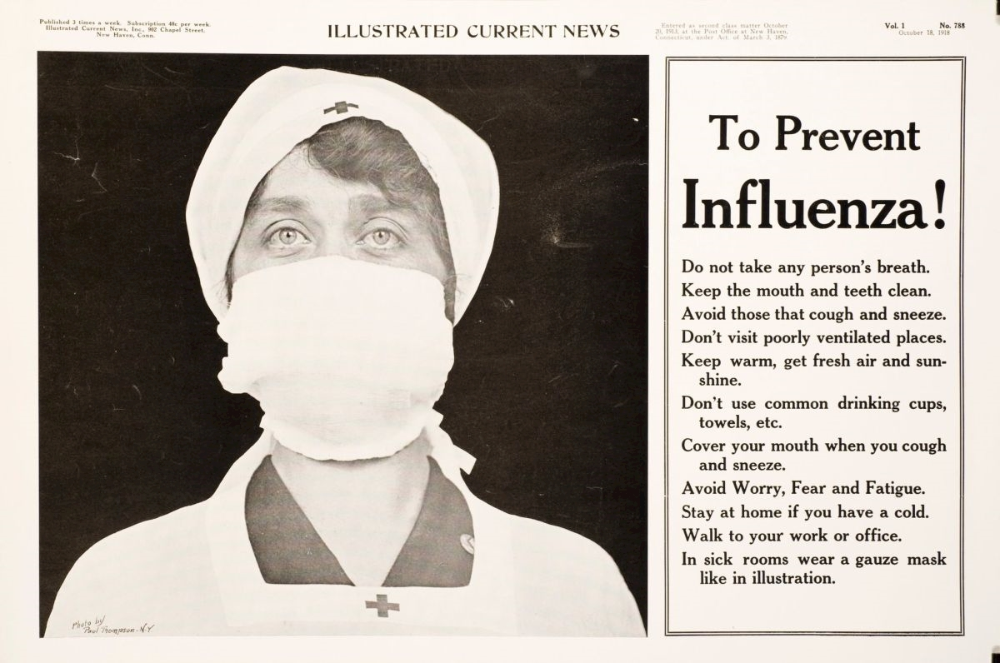 Published 3 times a week. Subscription 40c per week.
Illustrated Current News, Inc., 902 Chapel Street,
New Haven, Conn.
ILLUSTRATED CURRENT NEWS
Entered as second class matter October
20, 1913, at the Post Office at New Haven,
Connecticut, under Act. of March 3, 1879.
Vol. 1 No. 788
October 18, 1918
To Prevent
Influenza!
Do not take any person's breath.
Keep the mouth and teeth clean.
Avoid those that cough and sneeze.
Don't visit poorly ventilated places.
Keep warm, get fresh air and sun-
shine.
Don't use common drinking cups,
towels, etc.
Cover your mouth when you cough
and sneeze.
Avoid Worry, Fear and Fatigue.
Stay at home if you have a cold.
Walk to your work or office.
In sick rooms wear a gauze mask
like in illustration.
Photo by
Paul Thompson-N-Y